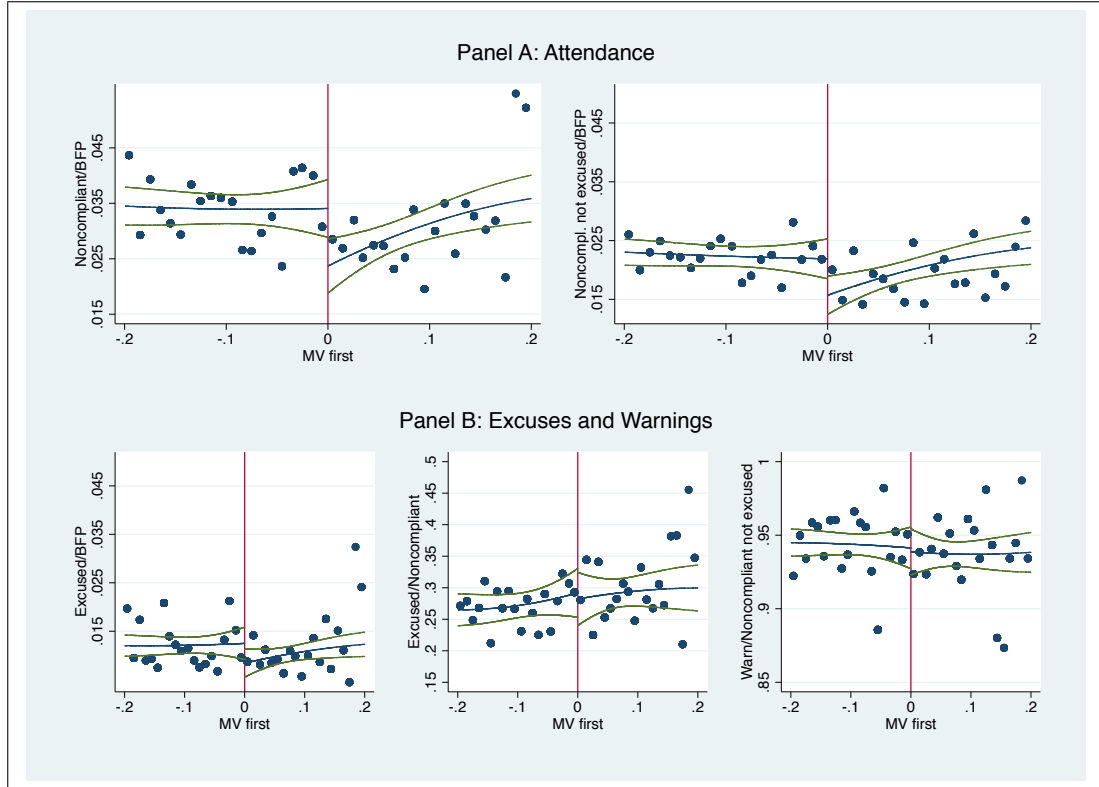 Panel A: Attendance
Noncompliant/BFP
.015 .025 .035 .045
-.2 -.1 0 .1 .2
MV first
Noncompl. not excused/BFP
.015 .025 .035 .045
-.2 -.1 0 .1 .2
MV first
Panel B: Excuses and Warnings
Excused/BFP
.015 .025 .035 .045
-.2 -.1 0 .1 .2
MV first
Excused/Noncompliant
.15 .2 .25 .3 .35 .4 .45 .5
-.2 -.1 0 .1 .2
MV first
Warn/Noncompliant not excused
.85 .9 .95 1
-.2 -.1 0 .1 .2
MV first